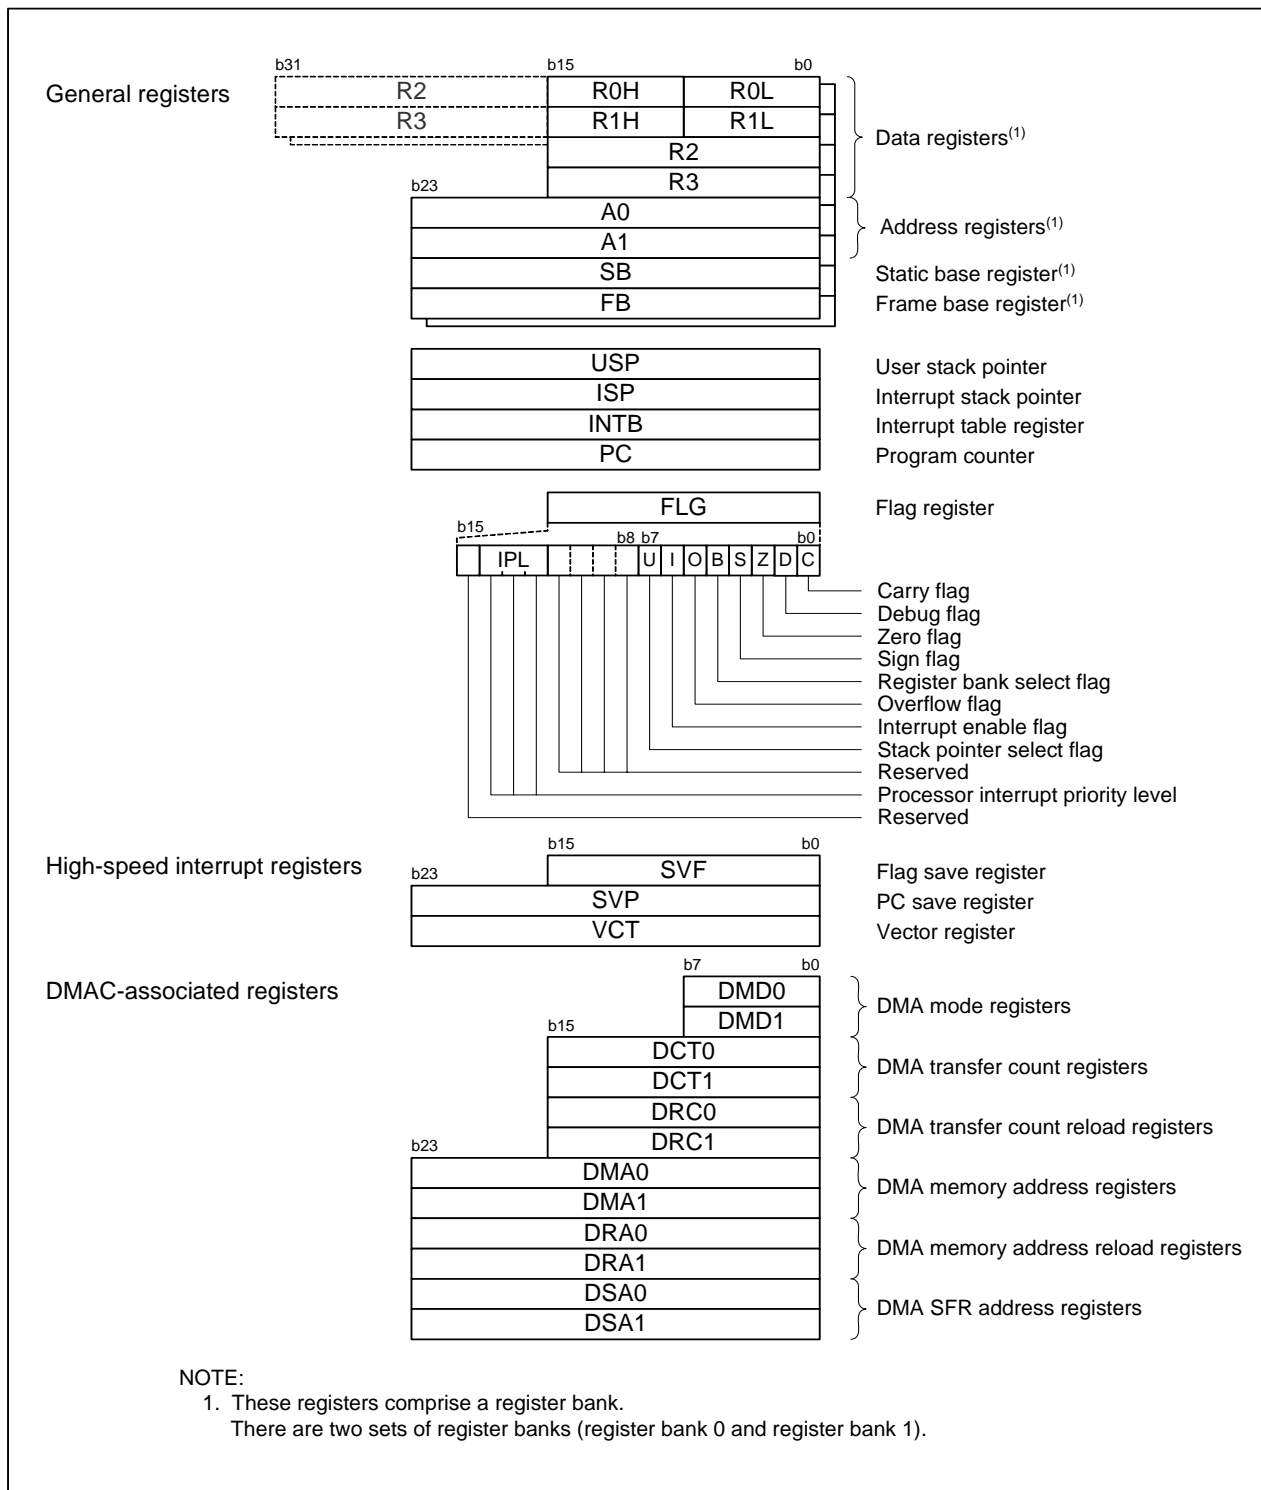 b31 b15 b0
General registers R2 R0H R0L
R3 R1H R1L
R2
Data registers(1)
R3
b23
A0
Address registers(1)
A1
SB Static base register(1)
FB Frame base register(1)
USP User stack pointer
ISP Interrupt stack pointer
INTB Interrupt table register
PC Program counter
FLG Flag register
b15 b8 b7 b0
IPL U I O B S Z D C
Carry flag
Debug flag
Zero flag
Sign flag
Register bank select flag
Overflow flag
Interrupt enable flag
Stack pointer select flag
Reserved
Processor interrupt priority level
Reserved
b15 b0
High-speed interrupt registers SVF Flag save register
b23
SVP PC save register
VCT Vector register
b7 b0
DMAC-associated registers DMD0
DMA mode registers
DMD1
b15
DCT0
DMA transfer count registers
DCT1
DRC0
DMA transfer count reload registers
DRC1
b23
DMA0
DMA memory address registers
DMA1
DRA0
DMA memory address reload registers
DRA1
DSA0
DMA SFR address registers
DSA1
NOTE:
1. These registers comprise a register bank.
There are two sets of register banks (register bank 0 and register bank 1).